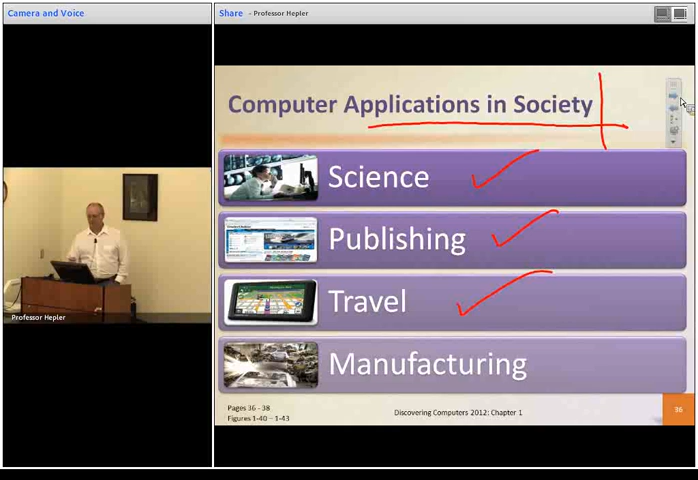 Camera and Voice
Share - Professor Hepler
Computer Applications in Society
Science
Publishing
Travel
Manufacturing
Professor Hepler
Pages 36 - 38
Figures 1-40 – 1-43
Discovering Computers 2012: Chapter 1
36